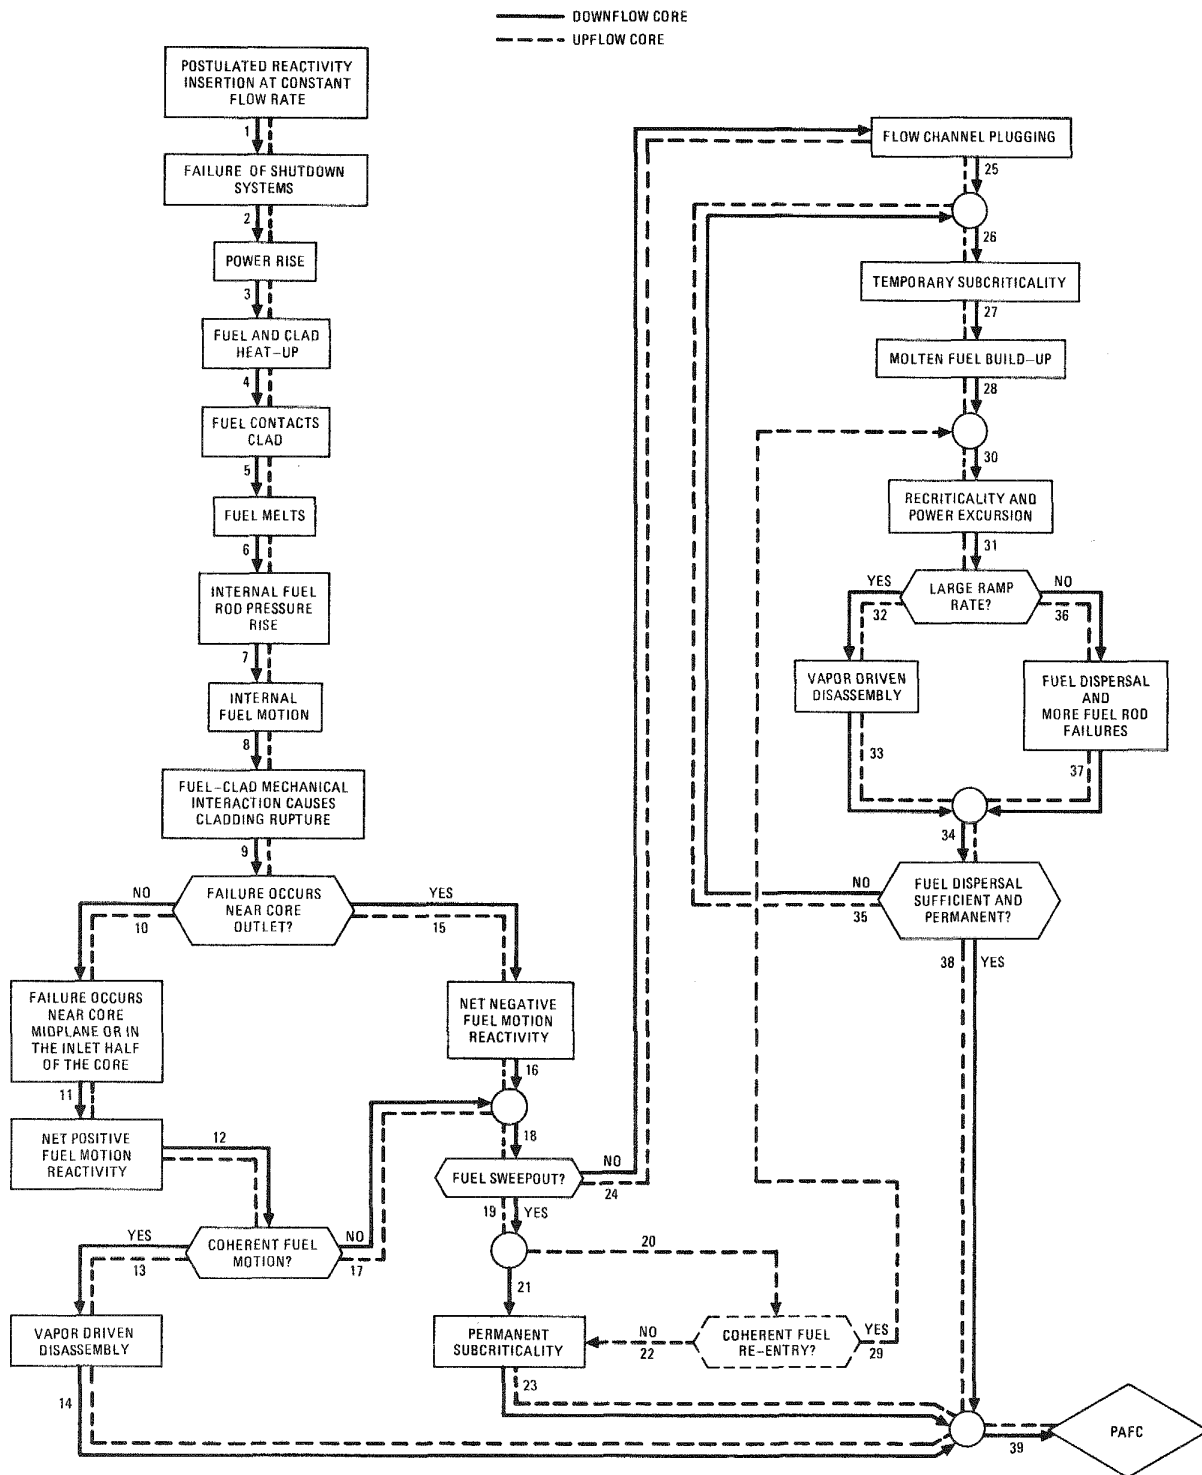 DOWNFLOW CORE
UPFLOW CORE
POSTULATED REACTIVITY
INSERTION AT CONSTANT
FLOW RATE
1
FAILURE OF SHUTDOWN
SYSTEMS
2
POWER RISE
3
FUEL AND CLAD
HEAT-UP
4
FUEL CONTACTS
CLAD
5
FUEL MELTS
6
INTERNAL FUEL
ROD PRESSURE
RISE
7
INTERNAL
FUEL MOTION
8
FUEL-CLAD MECHANICAL
INTERACTION CAUSES
CLADDING RUPTURE
9
NO
10
FAILURE OCCURS
NEAR CORE
OUTLET?
YES
15
FAILURE OCCURS
NEAR CORE
MIDPLANE OR IN
THE INLET HALF
OF THE CORE
11
NET POSITIVE
FUEL MOTION
REACTIVITY
12
YES
13
COHERENT FUEL
MOTION?
NO
17
VAPOR DRIVEN
DISASSEMBLY
14
NET NEGATIVE
FUEL MOTION
REACTIVITY
16
18
FUEL SWEEPOUT?
NO
24
19
YES
20
21
PERMANENT
SUBCRITICALITY
NO
22
COHERENT FUEL
RE-ENTRY?
YES
29
23
FLOW CHANNEL PLUGGING
25
26
TEMPORARY SUBCRITICALITY
27
MOLTEN FUEL BUILD-UP
28
30
RECRITICALITY AND
POWER EXCURSION
31
YES
32
LARGE RAMP
RATE?
NO
36
VAPOR DRIVEN
DISASSEMBLY
33
FUEL DISPERSAL
AND
MORE FUEL ROD
FAILURES
37
34
NO
35
FUEL DISPERSAL
SUFFICIENT AND
PERMANENT?
38
YES
39
PAFC